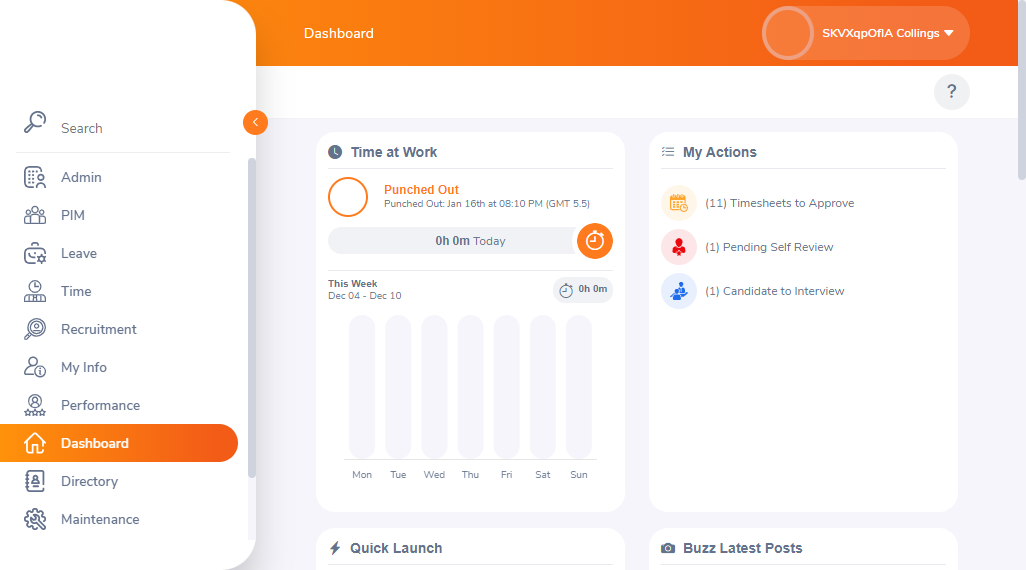 Dashboard
SKVXqpOflA Collings
?
Search
Admin
PIM
Leave
Time
Recruitment
My Info
Performance
Dashboard
Directory
Maintenance
Time at Work
Punched Out
Punched Out: Jan 16th at 08:10 PM (GMT 5.5)
0h 0m Today
This Week
Dec 04 - Dec 10
0h 0m
Mon Tue Wed Thu Fri Sat Sun
My Actions
(11) Timesheets to Approve
(1) Pending Self Review
(1) Candidate to Interview
Quick Launch
Buzz Latest Posts